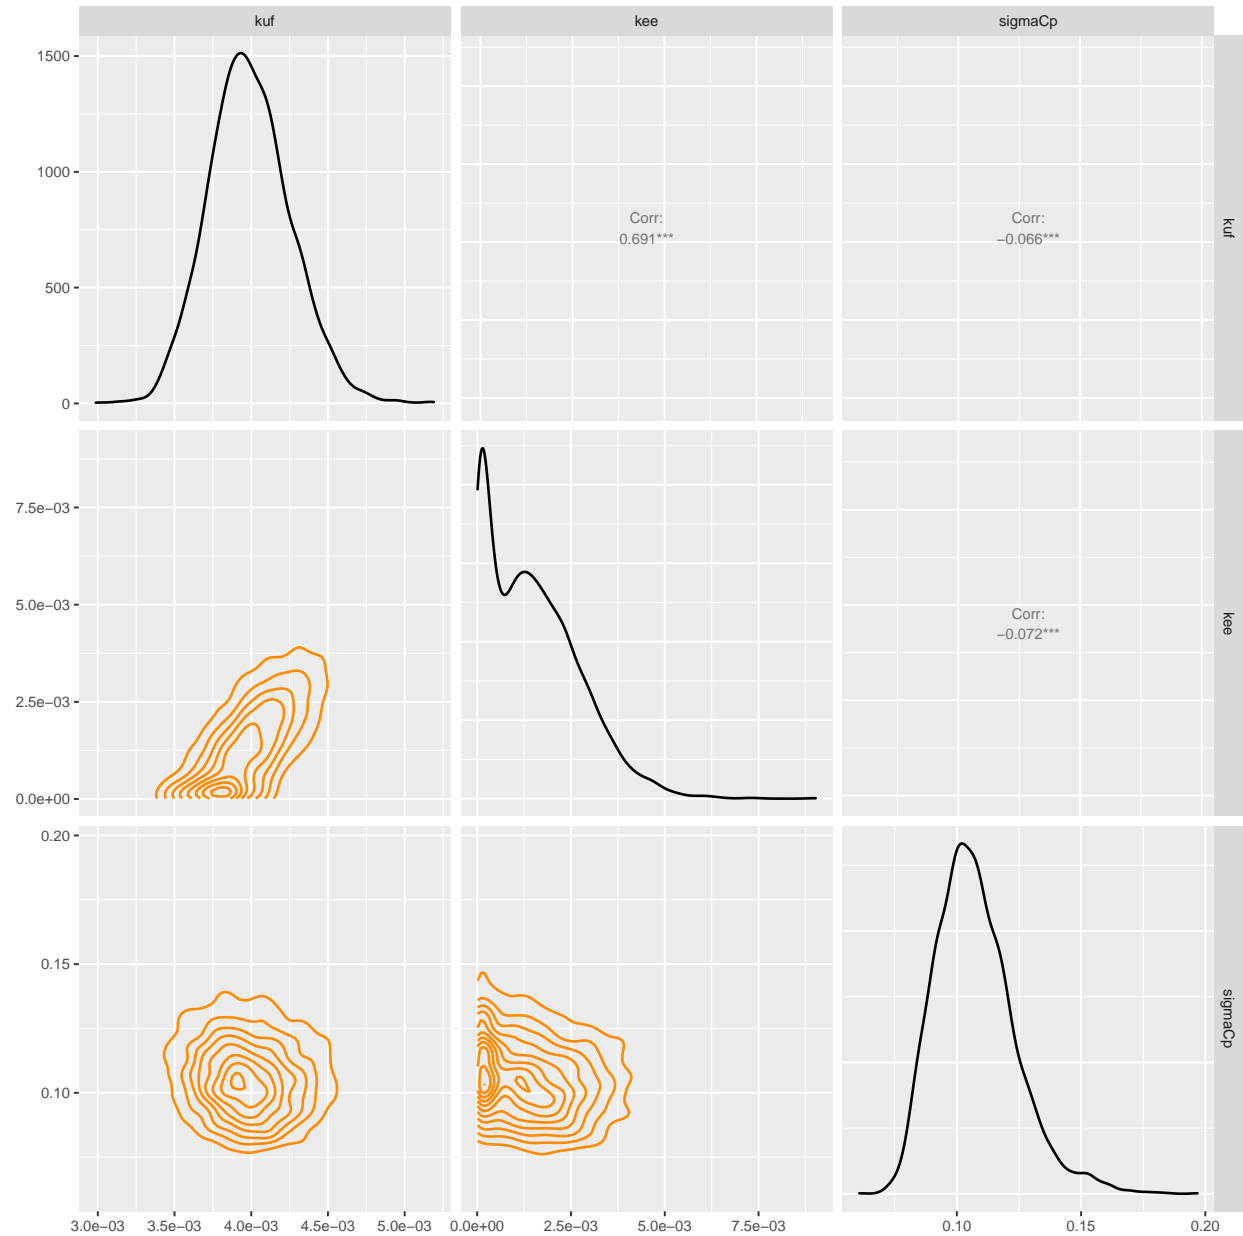 kuf kee sigmaCp
1500
1000
500
0
Corr:
0.691***
Corr:
−0.066***
kuf
7.5e−03
5.0e−03
2.5e−03
0.0e+00
Corr:
−0.072***
kee
0.20
0.15
0.10
sigmaCp
3.0e−03 3.5e−03 4.0e−03 4.5e−03 5.0e−03 0.0e+00 2.5e−03 5.0e−03 7.5e−03 0.10 0.15 0.20